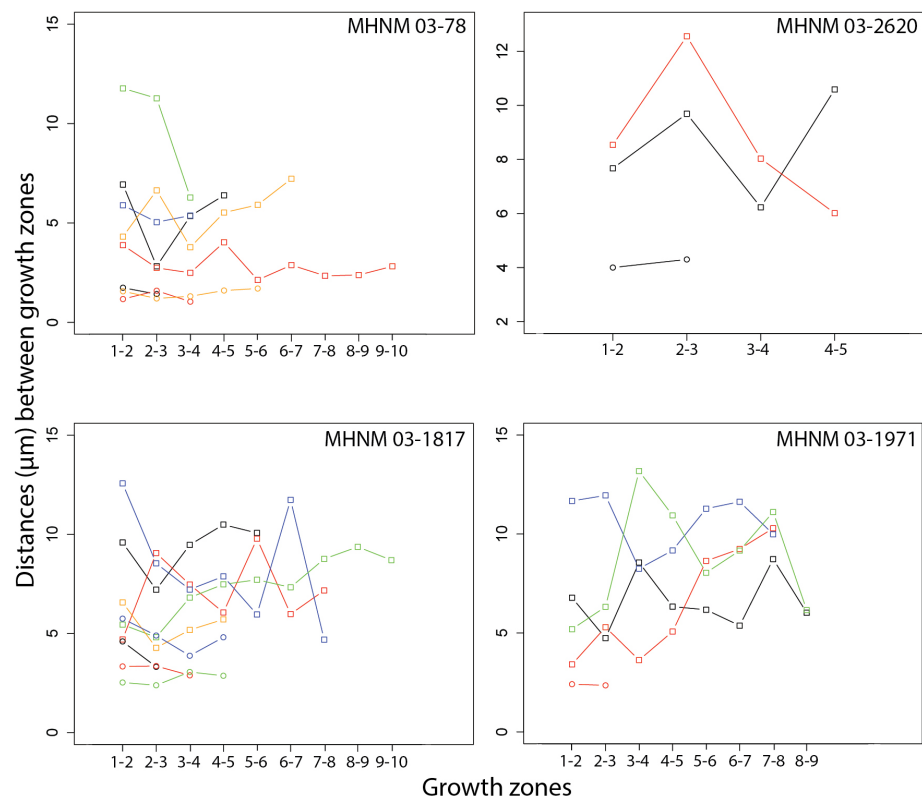 MHNM 03-78
15
10
5
0
1-2 2-3 3-4 4-5 5-6 6-7 7-8 8-9 9-10
MHNM 03-2620
12
10
8
6
4
2
1-2 2-3 3-4 4-5
Distances (µm) between growth zones
MHNM 03-1817
15
10
5
0
1-2 2-3 3-4 4-5 5-6 6-7 7-8 8-9 9-10
MHNM 03-1971
15
10
5
0
1-2 2-3 3-4 4-5 5-6 6-7 7-8 8-9
Growth zones